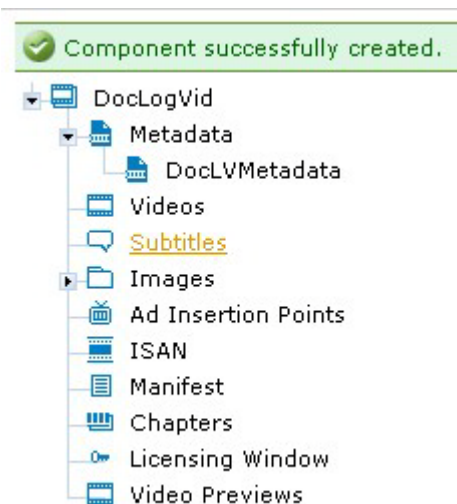 Component successfully created.
DocLogVid
Metadata
DocLVMetadata
Videos
Subtitles
Images
Ad Insertion Points
ISAN
Manifest
Chapters
Licensing Window
Video Previews